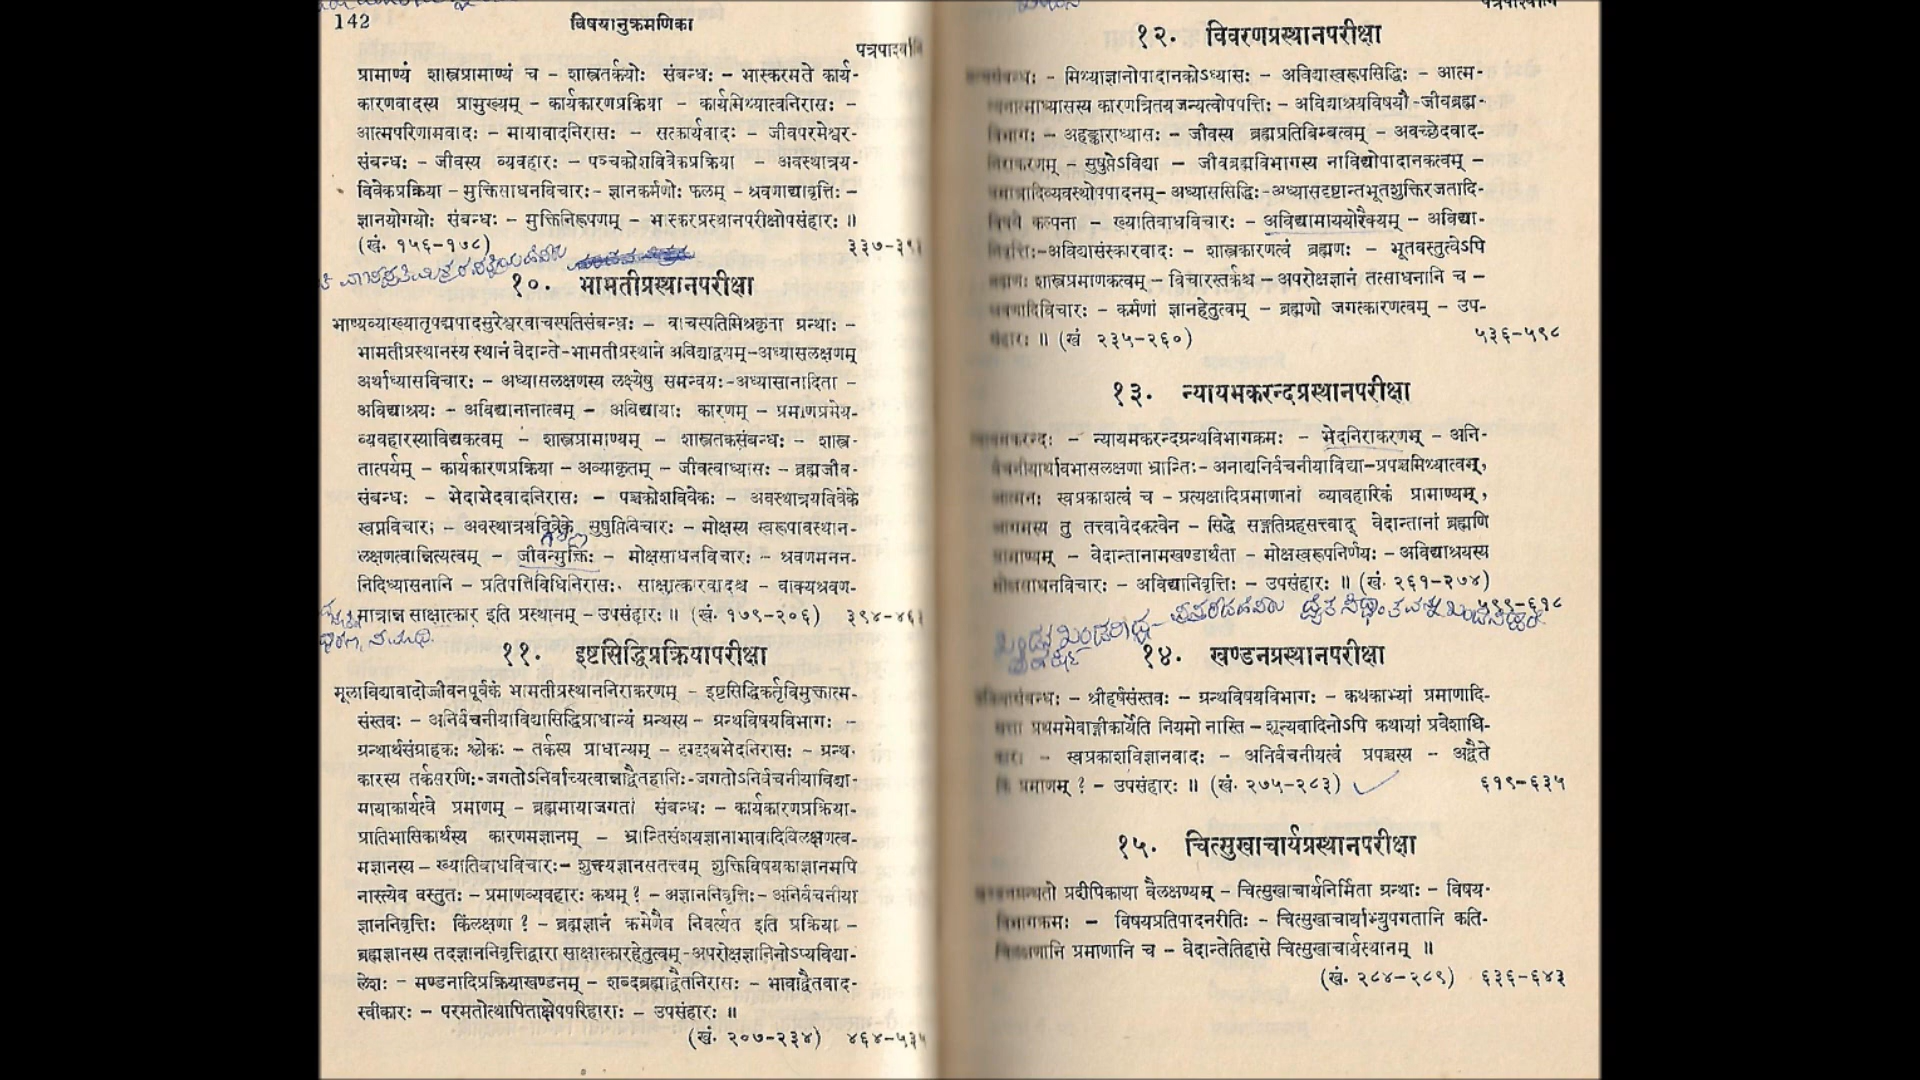 142
विषयानुक्रमणिका
प्रामाण्यं शास्त्रप्रामाण्यं च - शास्त्रतर्कयोः संबन्धः - भास्करमते कार्य-
कारणवादस्य प्रामुख्यम् - कार्यकारणप्रक्रिया - कार्यमिथ्यात्वनिरासः -
आत्मपरिणामवादः - मायावादनिरासः - सत्कार्यवादः - जीवपरमेश्वर-
संबन्धः - जीवस्य व्यवहारः - पञ्चकोशविवेकप्रक्रिया - अवस्थात्रय-
विवेकप्रक्रिया - मुक्तिसाधनविचारः - ज्ञानकर्मणोः फलम् - श्रवणाद्यावृत्तिः -
ज्ञानयोगयोः संबन्धः - मुक्तिनिरूपणम् - भास्करप्रस्थानपरीक्षोपसंहारः ॥
(खं. १५६-१७८)
१०. भामतीप्रस्थानपरीक्षा
भाष्यव्याख्यातृपद्मपादसुरेश्वरवाचस्पतिसंबन्धः - वाचस्पतिमिश्रकृता ग्रन्थाः -
भामतीप्रस्थानस्य स्थानं वेदान्ते - भामतीप्रस्थाने अविद्याद्वयम् - अध्यासलक्षणम्
अर्थाध्यासविचारः - अध्यासलक्षणस्य लक्ष्येषु समन्वयः - अध्यासानादिता -
अविद्याश्रयः - अविद्यानानात्वम् - अविद्यायाः कारणम् - प्रमाणप्रमेय-
व्यवहारस्याविद्यकत्वम् - शास्त्रप्रामाण्यम् - शास्त्रतर्कसंबन्धः - शास्त्र-
तात्पर्यम् - कार्यकारणप्रक्रिया - अव्याकृतम् - जीवत्वाध्यासः - ब्रह्मजीव-
संबन्धः - भेदाभेदवादनिरासः - पञ्चकोशविवेकः - अवस्थात्रयविवेके
स्वप्नविचारः - अवस्थात्रयविवेके सुषुप्तिविचारः - मोक्षस्य स्वरूपावस्थान-
लक्षणत्वान्नित्यत्वम् - जीवन्मुक्तिः - मोक्षसाधनविचारः - श्रवणमनन-
निदिध्यासनानि - प्रतिपत्तिविधिनिरासः - साक्षात्कारवादश्च - वाक्यश्रवण-
मात्रान्न साक्षात्कार इति प्रस्थानम् - उपसंहारः ॥ (खं. १७९-२०६)
११. इष्टसिद्धिप्रक्रियापरीक्षा
मूलाविद्यावादोज्जीवनपूर्वकं भामतीप्रस्थाननिराकरणम् - इष्टसिद्धिकर्तृविमुक्तात्म-
संस्तवः - अनिर्वचनीयाविद्यासिद्धिप्राधान्यं ग्रन्थस्य - ग्रन्थविषयविभागः -
ग्रन्थार्थसंग्राहकः श्लोकः - तर्कस्य प्राधान्यम् - दृग्दृश्यभेदनिरासः - ग्रन्थ-
कारस्य तर्कसरणिः - जगतोऽनिर्वाच्यत्वान्नाद्वैतहानिः - जगतोऽनिर्वचनीयाविद्या-
मायाकार्यत्वे प्रमाणम् - ब्रह्ममायाजगतां संबन्धः - कार्यकारणप्रक्रिया-
प्रातिभासिकार्थस्य कारणमज्ञानम् - भ्रान्तिसंशयज्ञानाभावादिविलक्षणत्व-
मज्ञानस्य - ख्यातिबाधविचारः - शुक्त्यज्ञानसतत्त्वम् शुक्तिविषयकाज्ञानमपि
नास्त्येव वस्तुतः - प्रमाणव्यवहारः कथम् ? - अज्ञाननिवृत्तिः - अनिर्वचनीया
ज्ञाननिवृत्तिः किंलक्षणा ? - ब्रह्मज्ञानं क्रमेणैव निवर्त्यत इति प्रक्रिया -
ब्रह्मज्ञानस्य तदज्ञाननिवृत्तिद्वारा साक्षात्कारहेतुत्वम् - अपरोक्षज्ञानिनोऽप्यविद्या-
लेशः - मण्डनादिप्रक्रियाखण्डनम् - शब्दब्रह्माद्वैतनिरासः - भावाद्वैतवाद-
स्वीकारः - परमतोत्थापिताक्षेपपरिहाराः - उपसंहारः ॥
(खं. २०७-२३४)
१२. विवरणप्रस्थानपरीक्षा
- मिथ्याज्ञानोपादानकोऽध्यासः - अविद्यास्वरूपसिद्धिः - आत्म-
कारणत्रितयजन्यत्वोपपत्तिः - अविद्याश्रयविषयौ - जीवब्रह्म-
विभागः - अहङ्काराध्यासः - जीवस्य ब्रह्मप्रतिबिम्बत्वम् - अवच्छेदवाद-
निराकरणम् - सुषुप्तेऽविद्या - जीवब्रह्मविभागस्य नाविद्योपादानकत्वम् -
- अध्याससिद्धिः - अध्यासदृष्टान्तभूतशुक्तिरजतादि-
विषये कल्पना - ख्यातिबाधविचारः - अविद्यामाययोरैक्यम् - अविद्या-
निवृत्तिः - अविद्यासंस्कारवादः - शास्त्रकारणत्वं ब्रह्मणः - भूतवस्तुत्वेऽपि
ब्रह्मणः शास्त्रप्रमाणकत्वम् - विचारस्तर्कश्च - अपरोक्षज्ञानं तत्साधनानि च -
श्रवणादिविचारः - कर्मणां ज्ञानहेतुत्वम् - ब्रह्मणो जगत्कारणत्वम् - उप-
संहारः ॥ (खं २३५-२६०) ५३६-५९८
१३. न्यायमकरन्दप्रस्थानपरीक्षा
- न्यायमकरन्दग्रन्थविभागक्रमः - भेदनिराकरणम् - अनि-
र्वचनीयार्थावभासलक्षणा भ्रान्तिः - अनाद्यनिर्वचनीयाविद्या - प्रपञ्चमिथ्यात्वम्,
आत्मनः स्वप्रकाशत्वं च - प्रत्यक्षादिप्रमाणानां व्यावहारिकं प्रामाण्यम्,
आगमस्य तु तत्त्वावेदकत्वेन - सिद्धे सङ्गतिग्रहसत्त्वाद् वेदान्तानां ब्रह्मणि
प्रामाण्यम् - वेदान्तानामखण्डार्थता - मोक्षस्वरूपनिर्णयः - अविद्याश्रयस्य
मोक्षसाधनविचारः - अविद्यानिवृत्तिः - उपसंहारः ॥ (खं. २६१-२७४)
५९९-६१८
१४. खण्डनप्रस्थानपरीक्षा
- श्रीहर्षसंस्तवः - ग्रन्थविषयविभागः - कथकाभ्यां प्रमाणादि-
सत्ता प्रथममेवाङ्गीकार्येति नियमो नास्ति - शून्यवादिनोऽपि कथायां प्रवेशाधि-
कारः - स्वप्रकाशविज्ञानवादः - अनिर्वचनीयत्वं प्रपञ्चस्य - अद्वैते
किं प्रमाणम् ? - उपसंहारः ॥ (खं. २७५-२८३) ६१९-६३५
१५. चित्सुखाचार्यप्रस्थानपरीक्षा
प्रदीपिकाया वैलक्षण्यम् - चित्सुखाचार्यनिर्मिता ग्रन्थाः - विषय-
विभागक्रमः - विषयप्रतिपादनरीतिः - चित्सुखाचार्याभ्युपगतानि कति-
प्रमाणानि च - वेदान्तेतिहासे चित्सुखाचार्यस्थानम् ॥
(खं. २८४-२८९) ६३६-६४३